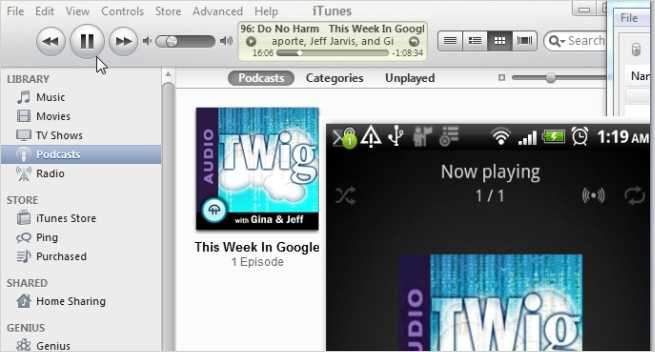 File Edit View Controls Store Advanced Help
iTunes
File
96: Do No Harm This Week In Googl
aporte, Jeff Jarvis, and Gi
16:06 -1:08:34
Search
Nar
LIBRARY
Music
Movies
TV Shows
Podcasts
Radio
STORE
iTunes Store
Ping
Purchased
SHARED
Home Sharing
GENIUS
Genius
Podcasts Categories Unplayed
AUDIO
TWiG
with Gina & Jeff
This Week In Google
1 Episode
1
1:19 AM
Now playing
1 / 1
AUDIO
TWig